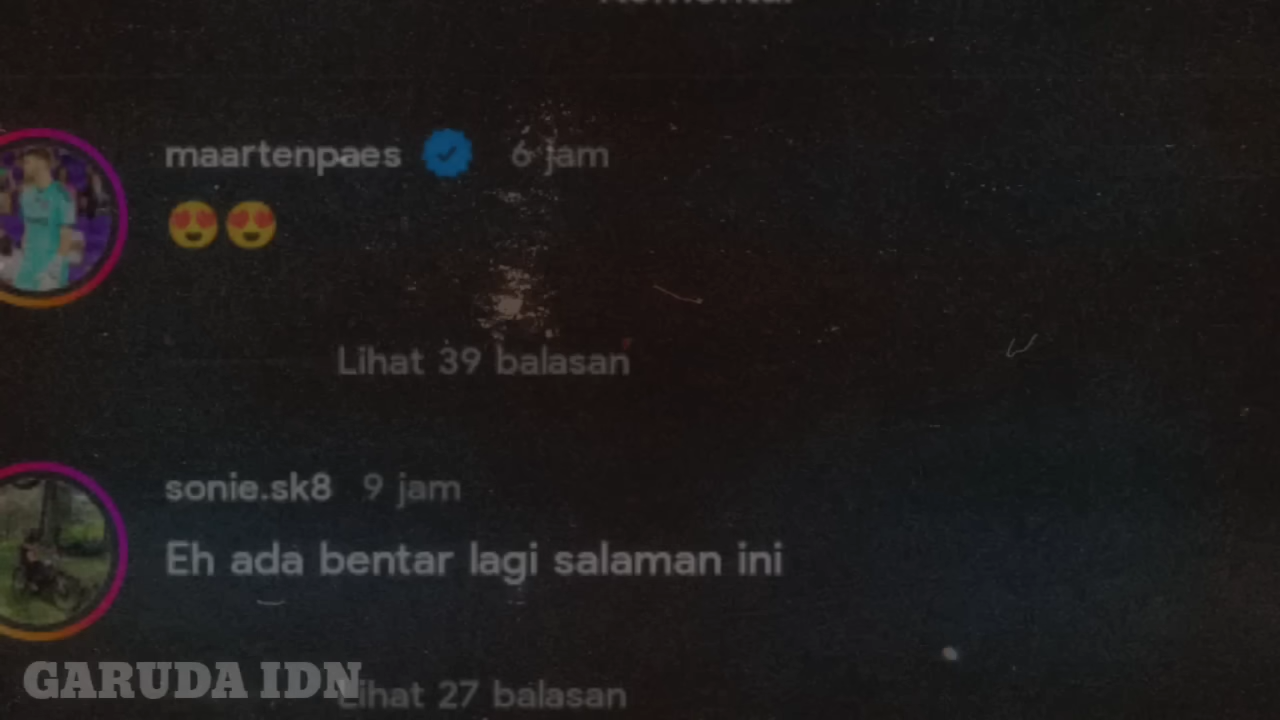 Komentar
maartenpaes 6 jam
😍😍
Lihat 39 balasan
sonie.sk8 9 jam
Eh ada bentar lagi salaman ini
Lihat 27 balasan
GARUDA IDN